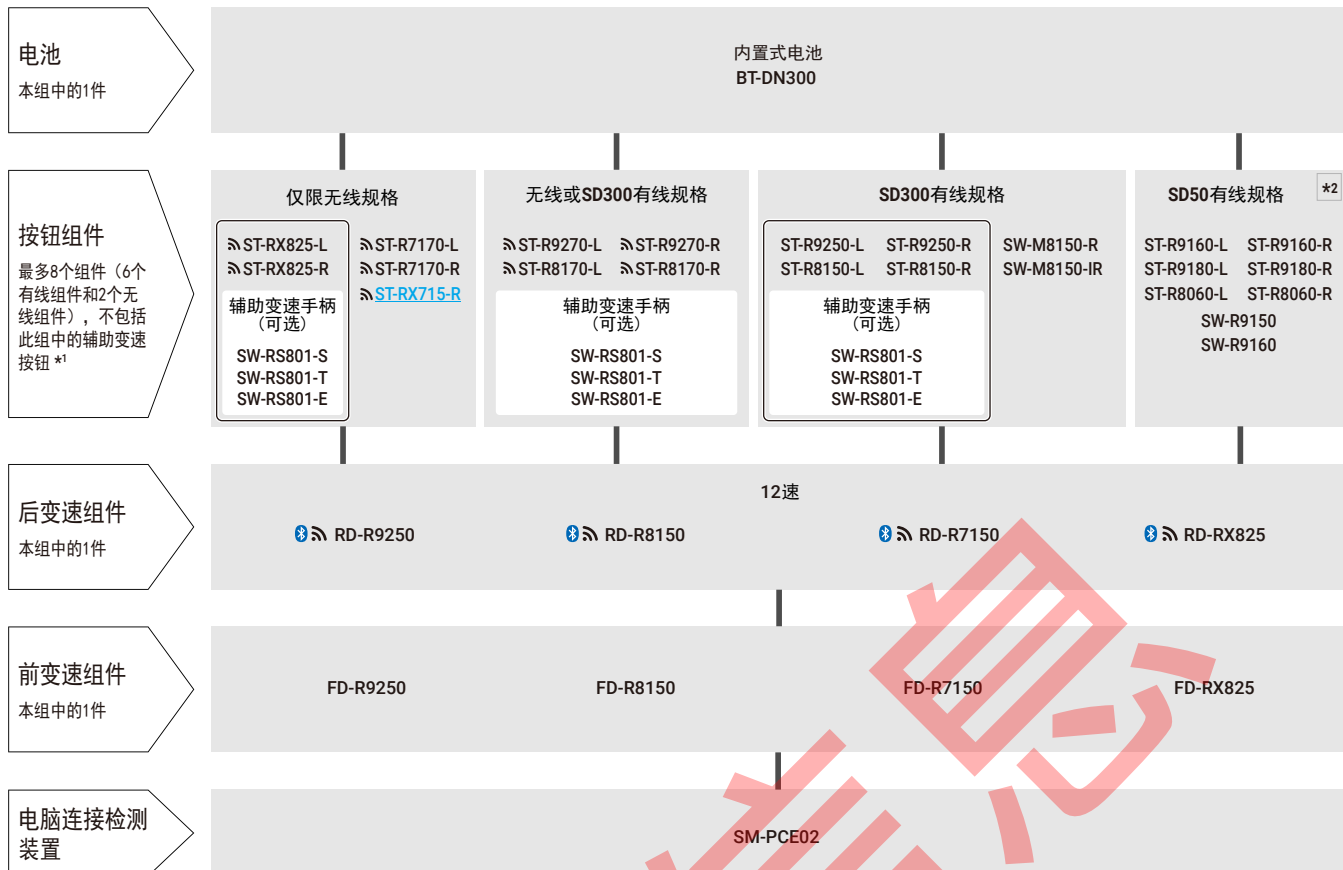 电池
本组中的1件
内置式电池
BT-DN300
按钮组件
最多8个组件（6个
有线组件和2个无
线组件），不包括
此组中的辅助变速
按钮 *1
仅限无线规格
ST-RX825-L
ST-RX825-R
辅助变速手柄
（可选）
SW-RS801-S
SW-RS801-T
SW-RS801-E
ST-R7170-L
ST-R7170-R
ST-RX715-R
无线或SD300有线规格
ST-R9270-L ST-R9270-R
ST-R8170-L ST-R8170-R
辅助变速手柄
（可选）
SW-RS801-S
SW-RS801-T
SW-RS801-E
SD300有线规格
ST-R9250-L ST-R9250-R
ST-R8150-L ST-R8150-R
辅助变速手柄
（可选）
SW-RS801-S
SW-RS801-T
SW-RS801-E
SW-M8150-R
SW-M8150-IR
SD50有线规格
*2
ST-R9160-L ST-R9160-R
ST-R9180-L ST-R9180-R
ST-R8060-L ST-R8060-R
SW-R9150
SW-R9160
后变速组件
本组中的1件
12速
RD-R9250
RD-R8150
RD-R7150
RD-RX825
前变速组件
本组中的1件
FD-R9250
FD-R8150
FD-R7150
FD-RX825
电脑连接检测
装置
SM-PCE02
息